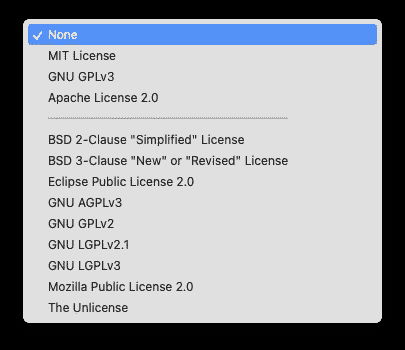 None
MIT License
GNU GPLv3
Apache License 2.0
BSD 2-Clause "Simplified" License
BSD 3-Clause "New" or "Revised" License
Eclipse Public License 2.0
GNU AGPLv3
GNU GPLv2
GNU LGPLv2.1
GNU LGPLv3
Mozilla Public License 2.0
The Unlicense